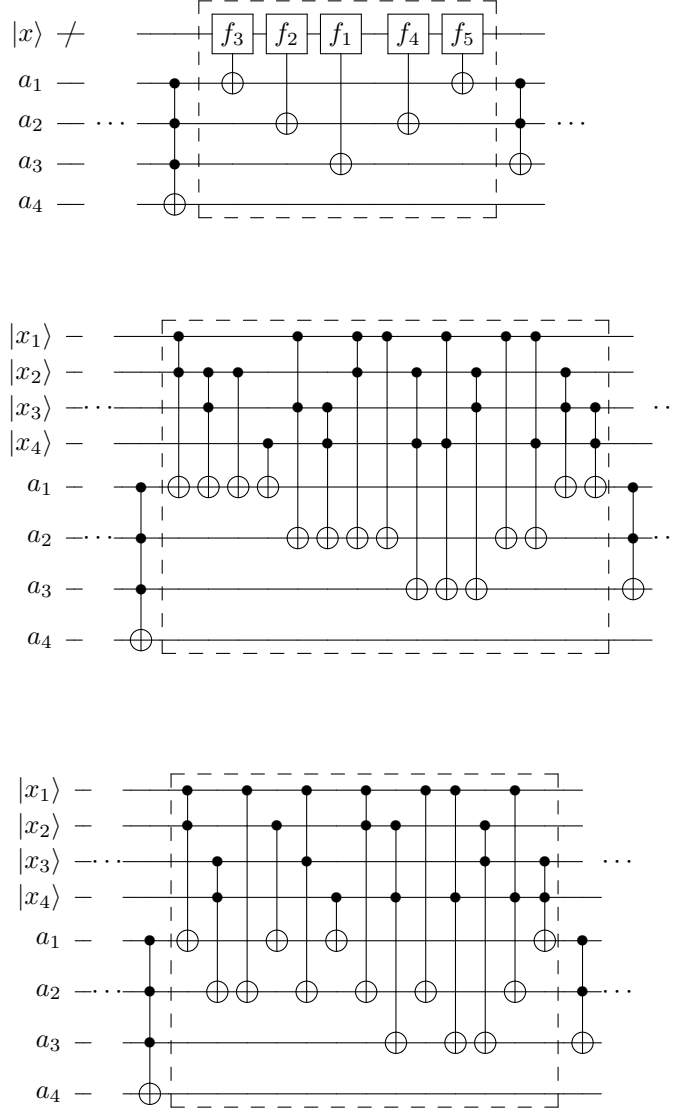 |x⟩ f₃ f₂ f₁ f₄ f₅
a₁
a₂ ··· ···
a₃
a₄
|x₁⟩
|x₂⟩
|x₃⟩ ··· ··
|x₄⟩
a₁
a₂ ··· ··
a₃
a₄
|x₁⟩
|x₂⟩
|x₃⟩ ··· ···
|x₄⟩
a₁
a₂ ··· ···
a₃
a₄